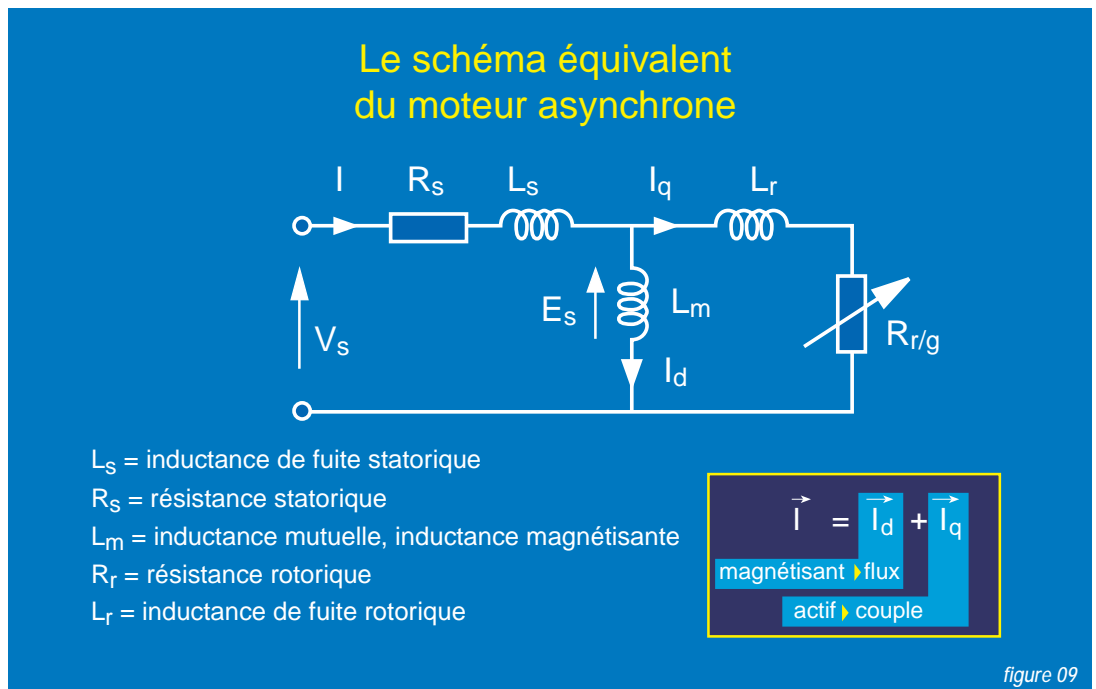 Le schéma équivalent
du moteur asynchrone
I Rs Ls Iq Lr
Es Lm
Vs Rr/g
Id
Ls = inductance de fuite statorique
Rs = résistance statorique
Lm = inductance mutuelle, inductance magnétisante
Rr = résistance rotorique
Lr = inductance de fuite rotorique
I = Id + Iq
magnétisant flux
actif couple
figure 09